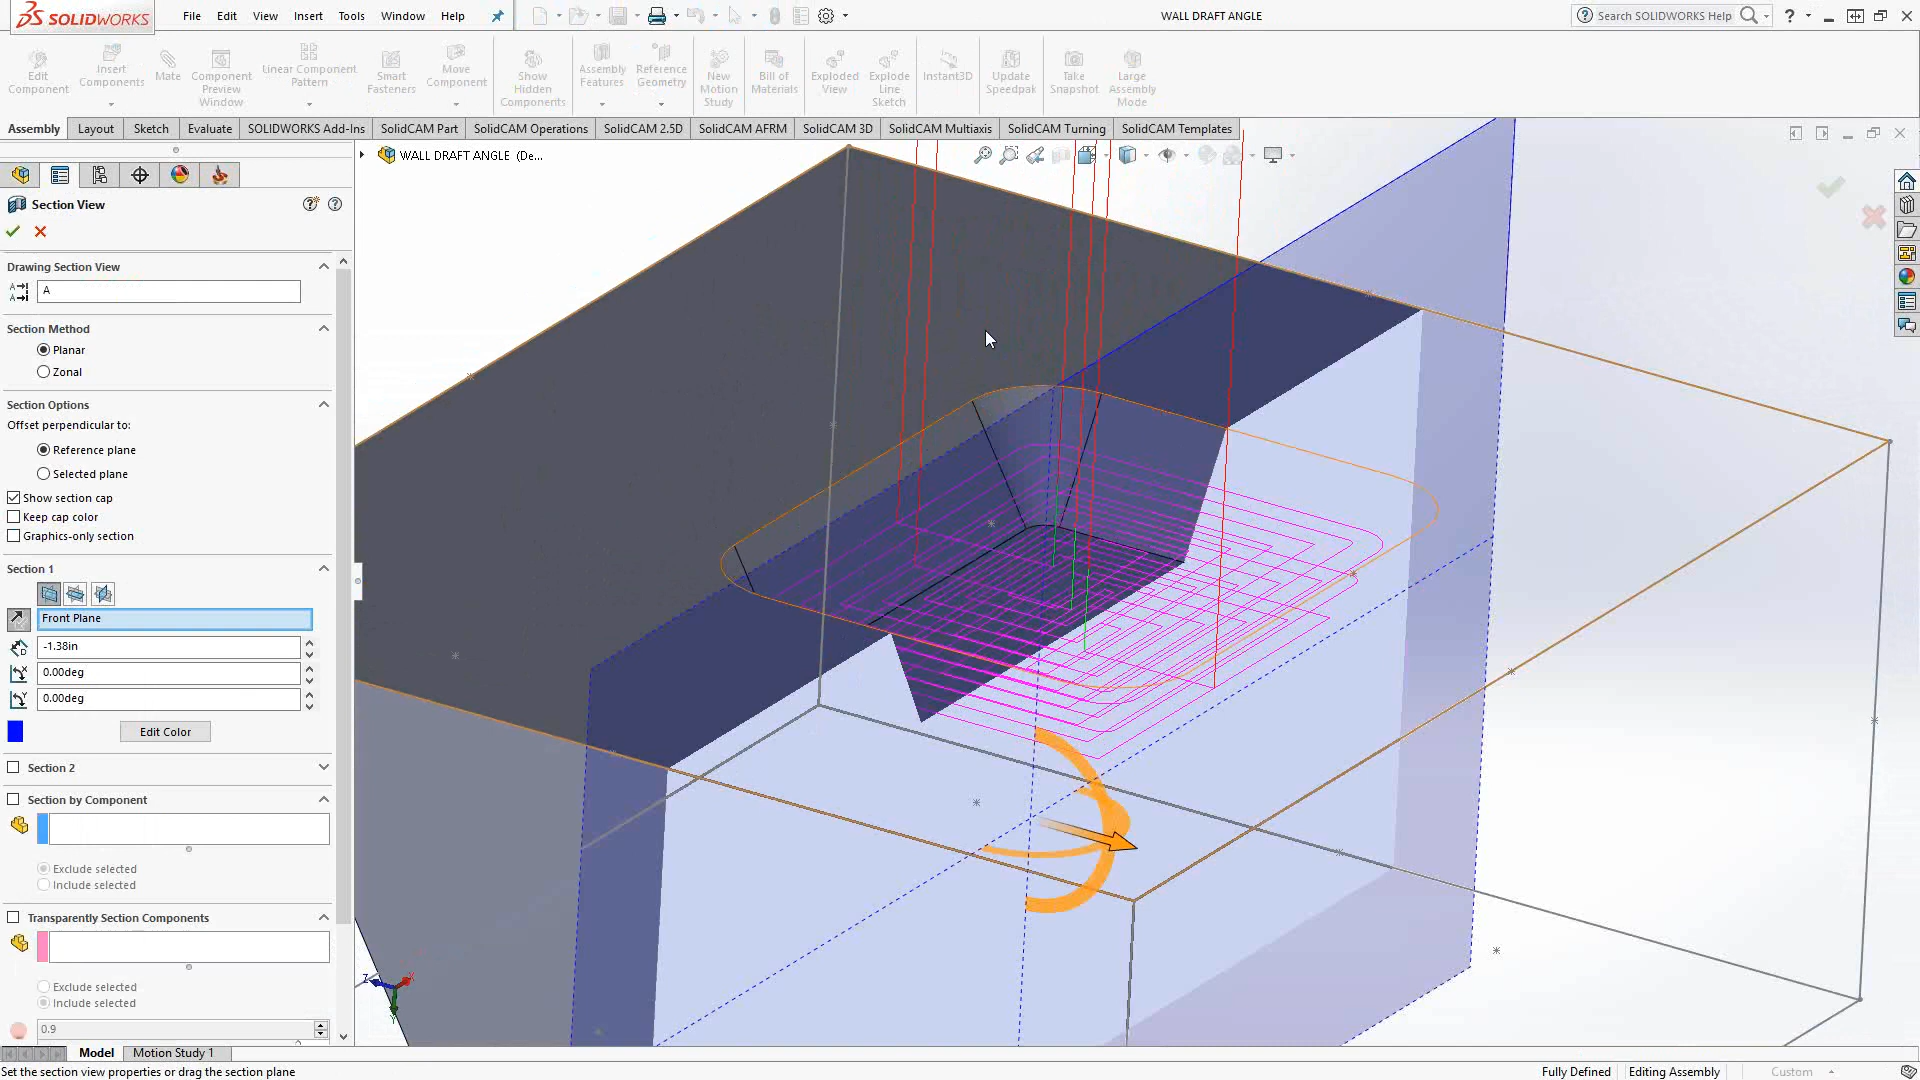 SOLIDWORKS
File Edit View Insert Tools Window Help
WALL DRAFT ANGLE
Search SOLIDWORKS Help
Edit Component
Insert Components
Mate
Component Preview Window
Linear Component Pattern
Smart Fasteners
Move Component
Show Hidden Components
Assembly Features
Reference Geometry
New Motion Study
Bill of Materials
Exploded View
Explode Line Sketch
Instant3D
Update Speedpak
Take Snapshot
Large Assembly Mode
Assembly Layout Sketch Evaluate SOLIDWORKS Add-Ins SolidCAM Part SolidCAM Operations SolidCAM 2.5D SolidCAM AFRM SolidCAM 3D SolidCAM Multiaxis SolidCAM Turning SolidCAM Templates
WALL DRAFT ANGLE (De...
Section View
Drawing Section View
A
Section Method
Planar
Zonal
Section Options
Offset perpendicular to:
Reference plane
Selected plane
Show section cap
Keep cap color
Graphics-only section
Section 1
Front Plane
-1.38in
0.00deg
0.00deg
Edit Color
Section 2
Section by Component
Exclude selected
Include selected
Transparently Section Components
Exclude selected
Include selected
0.9
Z X Y
Model Motion Study 1
Set the section view properties or drag the section plane
Fully Defined Editing Assembly Custom